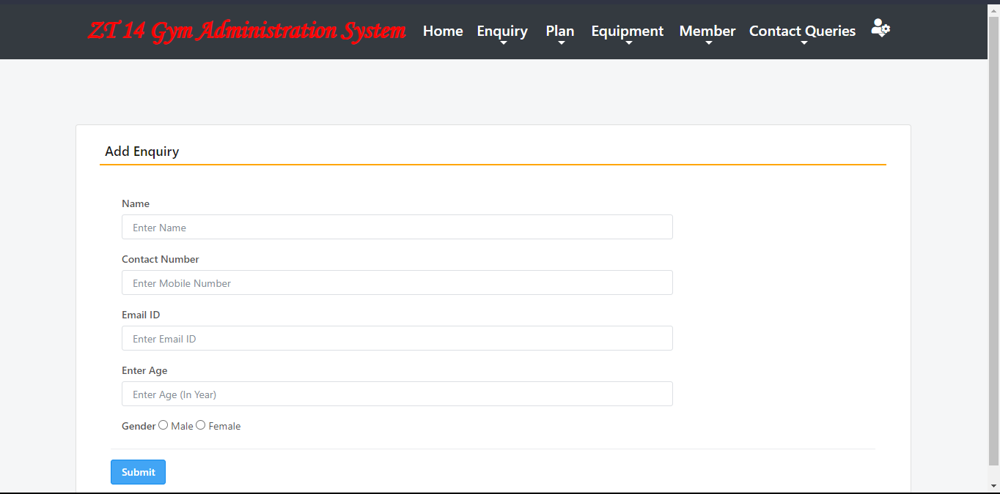 ZT 14 Gym Administration System Home Enquiry Plan Equipment Member Contact Queries
Add Enquiry
Name
Enter Name
Contact Number
Enter Mobile Number
Email ID
Enter Email ID
Enter Age
Enter Age (In Year)
Gender Male Female
Submit